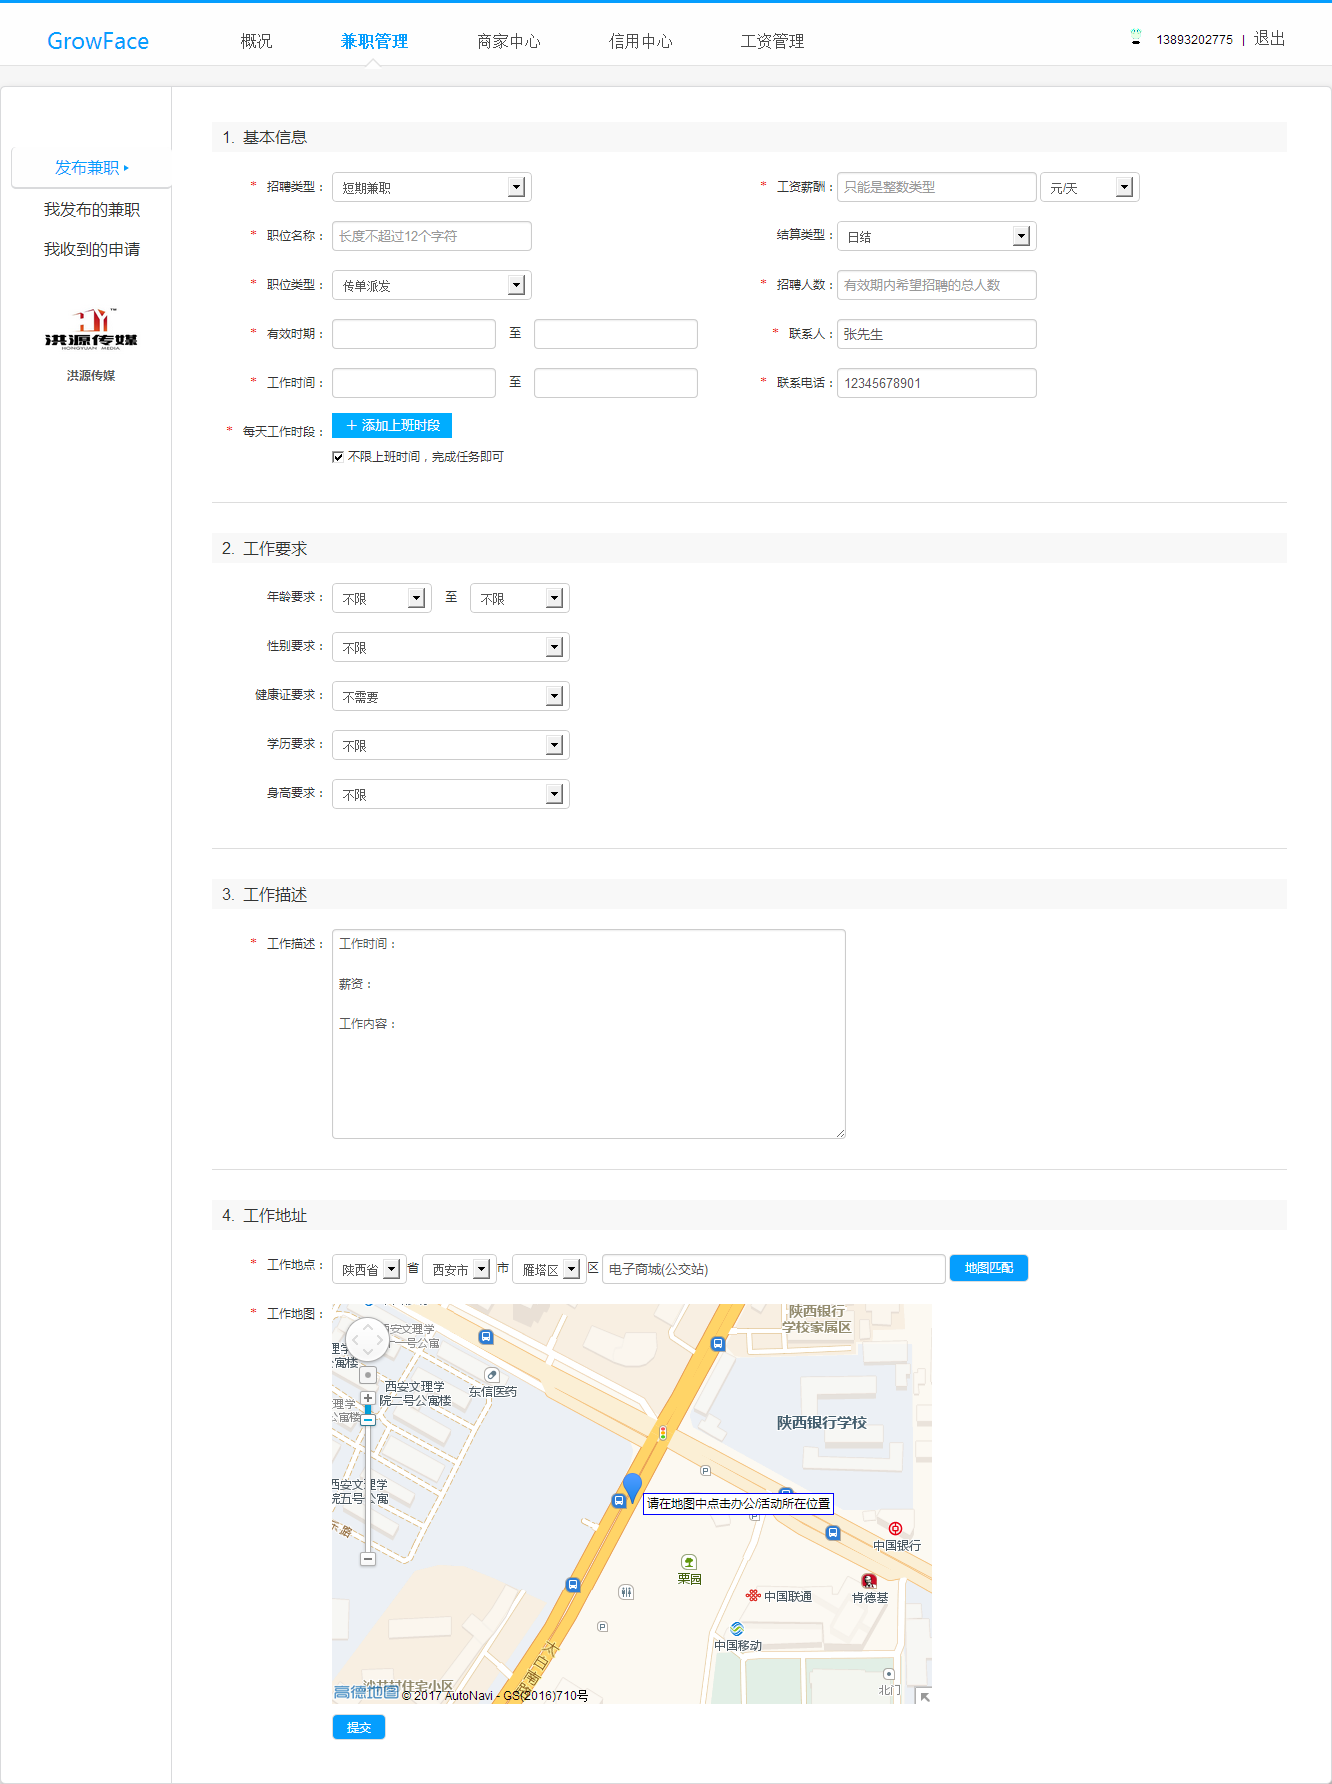 GrowFace 概况 兼职管理 商家中心 信用中心 工资管理 13893202775 | 退出
发布兼职
我发布的兼职
我收到的申请
洪源传媒
HONGYUAN MEDIA
洪源传媒
1. 基本信息
* 招聘类型： 短期兼职 * 工资薪酬： 只能是整数类型 元/天
* 职位名称： 长度不超过12个字符 结算类型： 日结
* 职位类型： 传单派发 * 招聘人数： 有效期内希望招聘的总人数
* 有效时期： 至 * 联系人： 张先生
* 工作时间： 至 * 联系电话： 12345678901
* 每天工作时段： + 添加上班时段
不限上班时间，完成任务即可
2. 工作要求
年龄要求： 不限 至 不限
性别要求： 不限
健康证要求： 不需要
学历要求： 不限
身高要求： 不限
3. 工作描述
* 工作描述： 工作时间：
薪资：
工作内容：
4. 工作地址
* 工作地点： 陕西省 省 西安市 市 雁塔区 区 电子商城(公交站) 地图匹配
* 工作地图：
陕西银行
学校家属区
西安文理学
一号公寓
西安文理学
院二号公寓楼
东信医药
陕西银行学校
西安文理学
院五号公寓
请在地图中点击办公/活动所在位置
中国银行
栗园
中国联通
肯德基
中国移动
北门
太白南路
沙井村住宅小区
高德地图 © 2017 AutoNavi - GS(2016)710号
提交